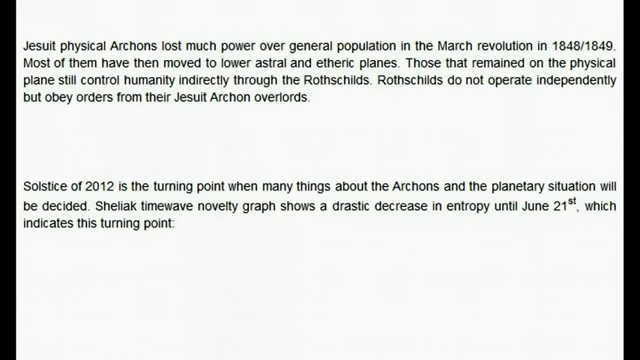 Jesuit physical Archons lost much power over general population in the March revolution in 1848/1849.
Most of them have then moved to lower astral and etheric planes. Those that remained on the physical
plane still control humanity indirectly through the Rothschilds. Rothschilds do not operate independently
but obey orders from their Jesuit Archon overlords.
Solstice of 2012 is the turning point when many things about the Archons and the planetary situation will
be decided. Sheliak timewave novelty graph shows a drastic decrease in entropy until June 21st, which
indicates this turning point: